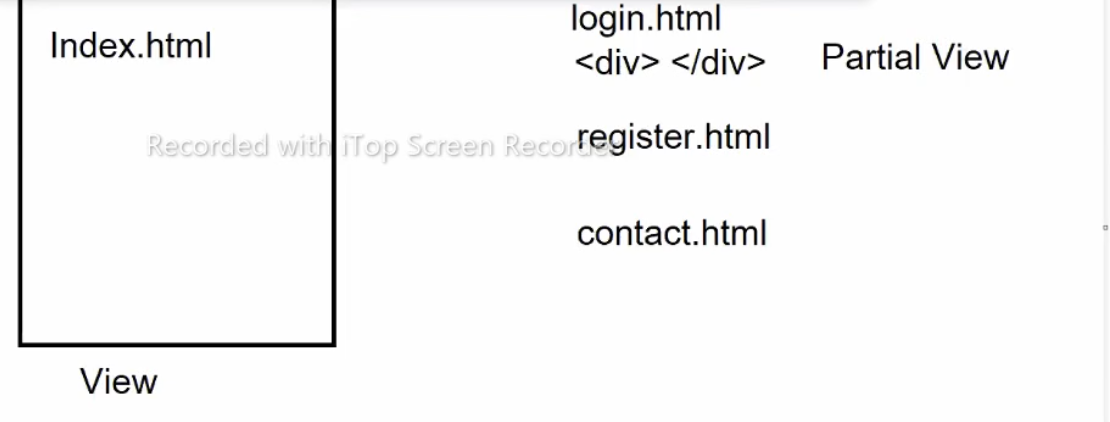 Index.html
login.html
<div> </div>
Partial View
Recorded with iTop Screen Recorder
register.html
contact.html
View